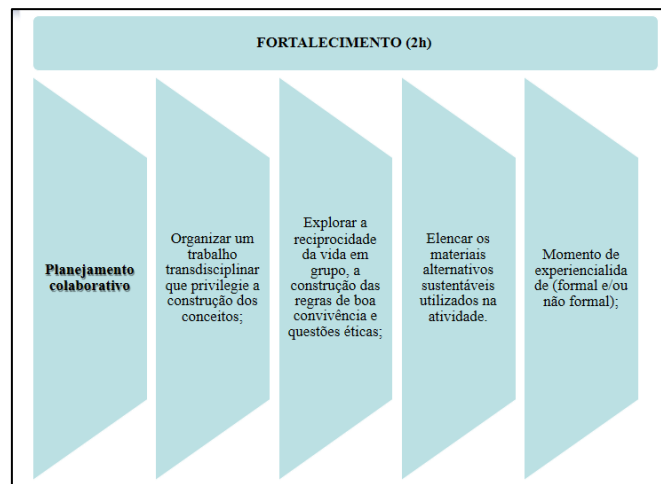 FORTALECIMENTO (2h)
Planejamento
colaborativo
Organizar um
trabalho
transdisciplinar
que privilegie a
construção dos
conceitos;
Explorar a
reciprocidade
da vida em
grupo, a
construção das
regras de boa
convivência e
questões éticas;
Elencar os
materiais
alternativos
sustentáveis
utilizados na
atividade.
Momento de
experiencialida
de (formal e/ou
não formal);